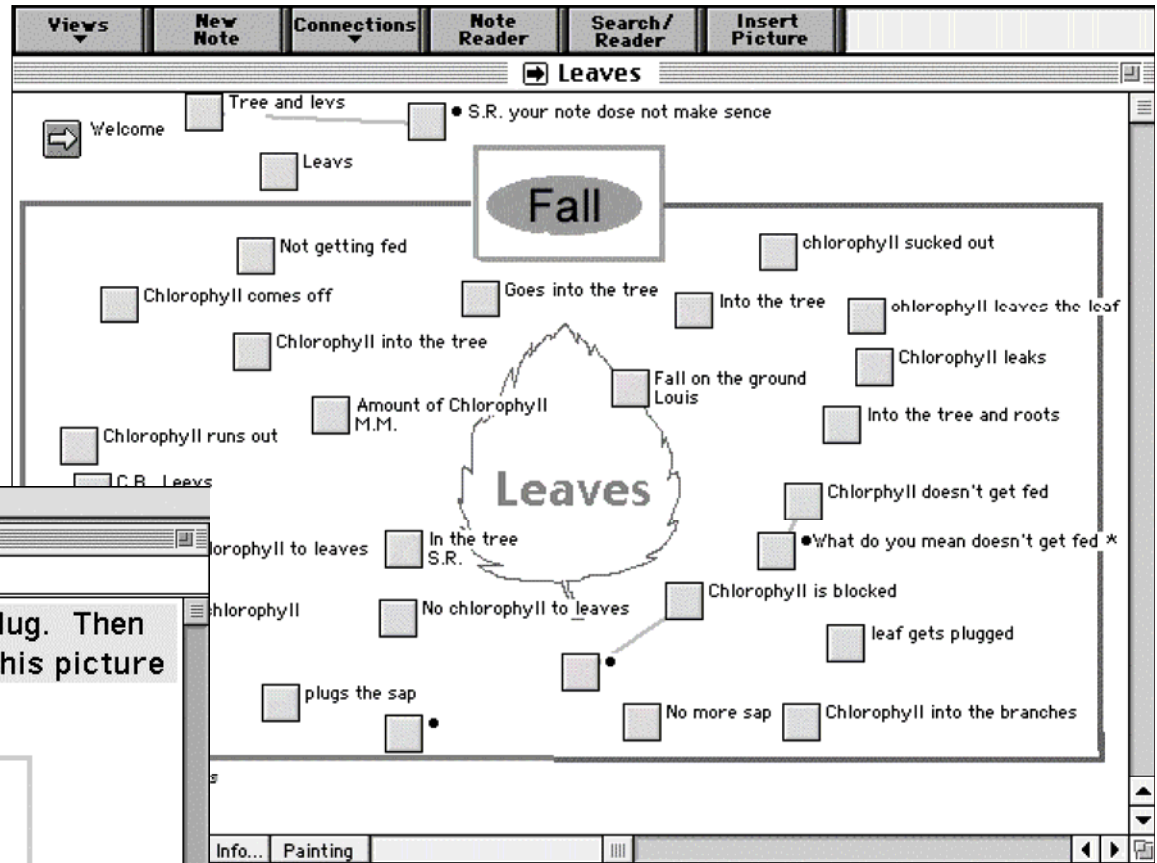 Views
New
Note
Connections
Note
Reader
Search/
Reader
Insert
Picture
Leaves
Welcome
Tree and levs
• S.R. your note dose not make sence
Leavs
Fall
Not getting fed
chlorophyll sucked out
Chlorophyll comes off
Goes into the tree
Into the tree
chlorophyll leaves the leaf
Chlorophyll into the tree
Chlorophyll leaks
Fall on the ground
Louis
Amount of Chlorophyll
M.M.
Into the tree and roots
Chlorophyll runs out
C.B. Leevs
Leaves
Chlorphyll doesn't get fed
lorophyll to leaves
In the tree
S.R.
•What do you mean doesn't get fed *
hlorophyll
No chlorophyll to leaves
Chlorophyll is blocked
leaf gets plugged
•
plugs the sap
•
No more sap
Chlorophyll into the branches
lug. Then
his picture
s
Info...
Painting